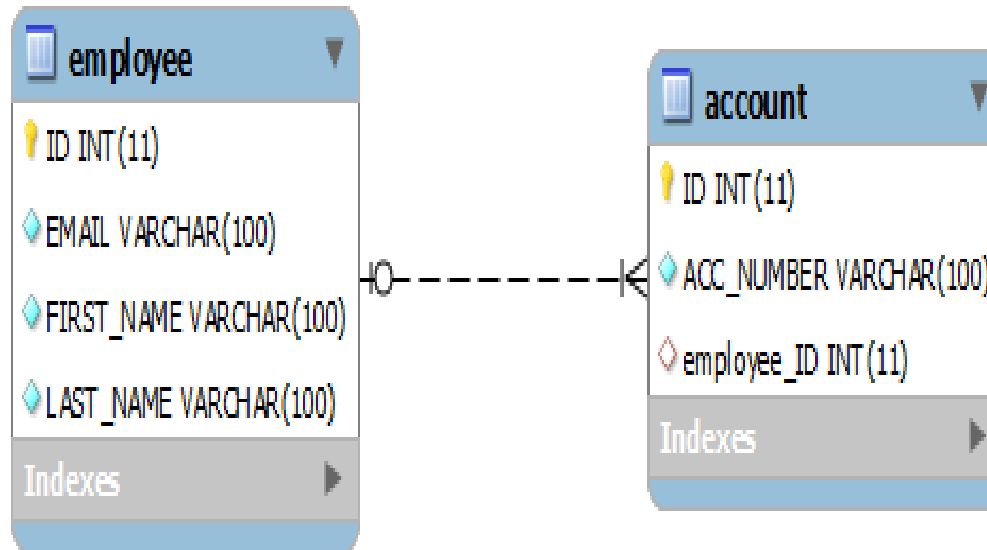 employee
ID INT(11)
EMAIL VARCHAR(100)
FIRST_NAME VARCHAR(100)
LAST_NAME VARCHAR(100)
Indexes
account
ID INT(11)
ACC_NUMBER VARCHAR(100)
employee_ID INT(11)
Indexes